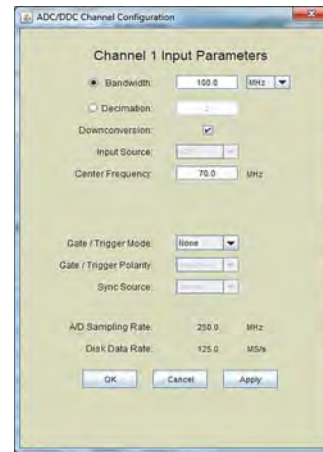 ADC/DDC Channel Configuration
Channel 1 Input Parameters
Bandwidth: 100.0 MHz
Decimation:
Downconversion:
Input Source:
Center Frequency: 70.0 MHz
Gate / Trigger Mode: None
Gate / Trigger Polarity:
Sync Source:
A/D Sampling Rate: 250.0 MHz
Disk Data Rate: 125.0 MS/s
OK Cancel Apply